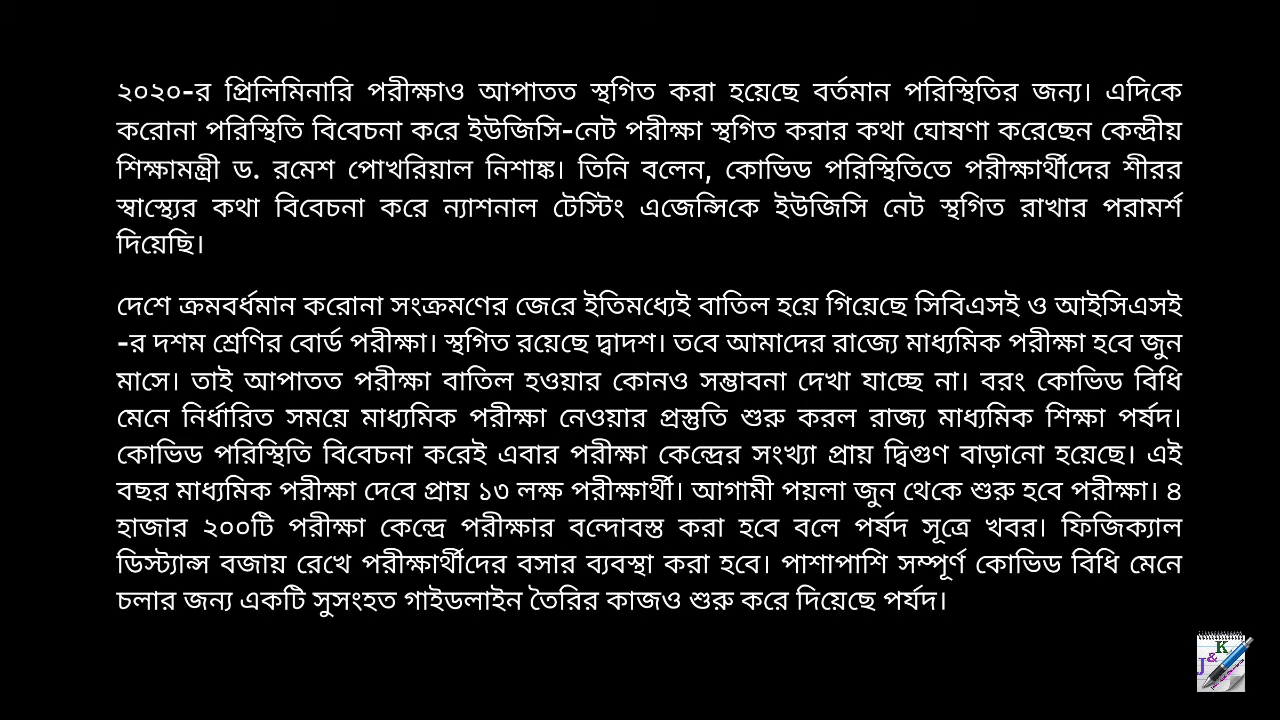 ২০২০-র প্রিলিমিনারি পরীক্ষাও আপাতত স্থগিত করা হয়েছে বর্তমান পরিস্থিতির জন্য। এদিকে
করোনা পরিস্থিতি বিবেচনা করে ইউজিসি-নেট পরীক্ষা স্থগিত করার কথা ঘোষণা করেছেন কেন্দ্রীয়
শিক্ষামন্ত্রী ড. রমেশ পোখরিয়াল নিশাঙ্ক। তিনি বলেন, কোভিড পরিস্থিতিতে পরীক্ষার্থীদের শীরর
স্বাস্থ্যের কথা বিবেচনা করে ন্যাশনাল টেস্টিং এজেন্সিকে ইউজিসি নেট স্থগিত রাখার পরামর্শ
দিয়েছি।
দেশে ক্রমবর্ধমান করোনা সংক্রমণের জেরে ইতিমধ্যেই বাতিল হয়ে গিয়েছে সিবিএসই ও আইসিএসই
-র দশম শ্রেণির বোর্ড পরীক্ষা। স্থগিত রয়েছে দ্বাদশ। তবে আমাদের রাজ্যে মাধ্যমিক পরীক্ষা হবে জুন
মাসে। তাই আপাতত পরীক্ষা বাতিল হওয়ার কোনও সম্ভাবনা দেখা যাচ্ছে না। বরং কোভিড বিধি
মেনে নির্ধারিত সময়ে মাধ্যমিক পরীক্ষা নেওয়ার প্রস্তুতি শুরু করল রাজ্য মাধ্যমিক শিক্ষা পর্ষদ।
কোভিড পরিস্থিতি বিবেচনা করেই এবার পরীক্ষা কেন্দ্রের সংখ্যা প্রায় দ্বিগুণ বাড়ানো হয়েছে। এই
বছর মাধ্যমিক পরীক্ষা দেবে প্রায় ১৩ লক্ষ পরীক্ষার্থী। আগামী পয়লা জুন থেকে শুরু হবে পরীক্ষা। ৪
হাজার ২০০টি পরীক্ষা কেন্দ্রে পরীক্ষার বন্দোবস্ত করা হবে বলে পর্ষদ সূত্রে খবর। ফিজিক্যাল
ডিস্ট্যান্স বজায় রেখে পরীক্ষার্থীদের বসার ব্যবস্থা করা হবে। পাশাপাশি সম্পূর্ণ কোভিড বিধি মেনে
চলার জন্য একটি সুসংহত গাইডলাইন তৈরির কাজও শুরু করে দিয়েছে পর্যদ।
J&K